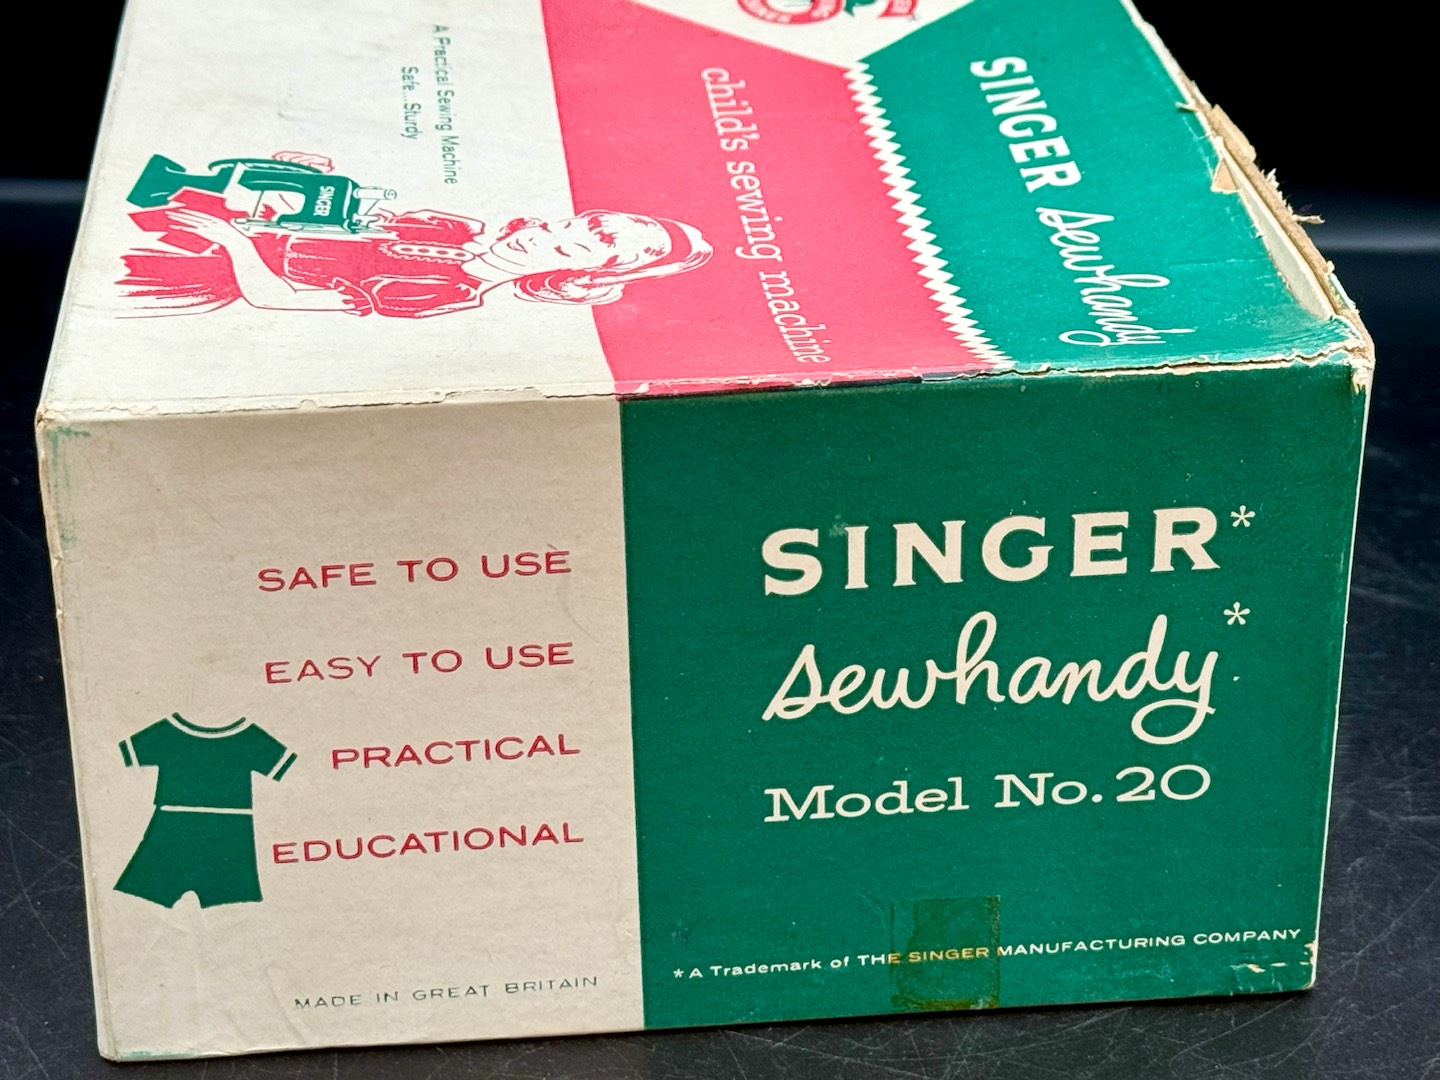 A Practical Sewing Machine
Safe...Sturdy
SINGER
child's sewing machine
SINGER sewhandy
SAFE TO USE
EASY TO USE
PRACTICAL
EDUCATIONAL
MADE IN GREAT BRITAIN
SINGER*
sewhandy*
Model No. 20
*A Trademark of THE SINGER MANUFACTURING COMPANY